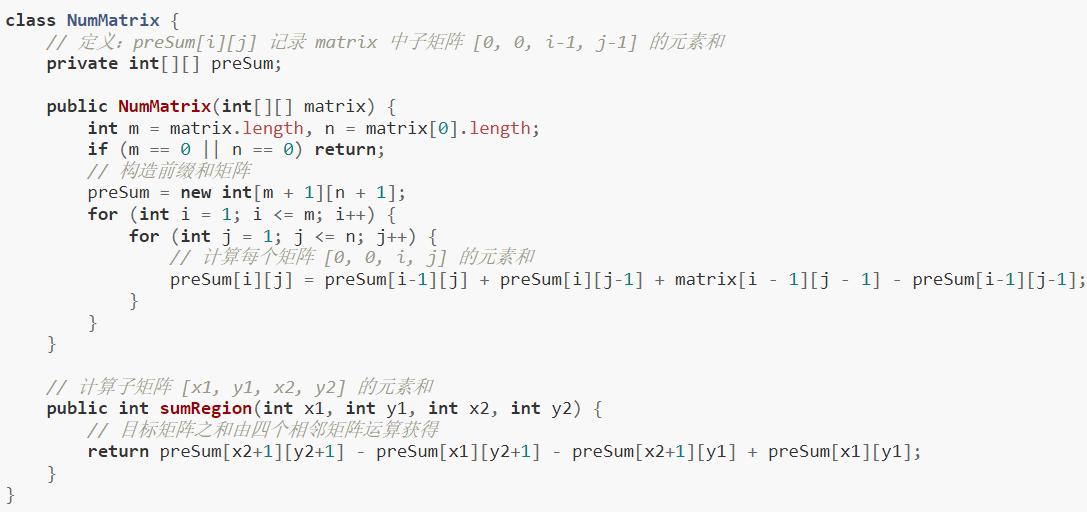 class NumMatrix {
    // 定义：preSum[i][j] 记录 matrix 中子矩阵 [0, 0, i-1, j-1] 的元素和
    private int[][] preSum;

    public NumMatrix(int[][] matrix) {
        int m = matrix.length, n = matrix[0].length;
        if (m == 0 || n == 0) return;
        // 构造前缀和矩阵
        preSum = new int[m + 1][n + 1];
        for (int i = 1; i <= m; i++) {
            for (int j = 1; j <= n; j++) {
                // 计算每个矩阵 [0, 0, i, j] 的元素和
                preSum[i][j] = preSum[i-1][j] + preSum[i][j-1] + matrix[i - 1][j - 1] - preSum[i-1][j-1];
            }
        }
    }

    // 计算子矩阵 [x1, y1, x2, y2] 的元素和
    public int sumRegion(int x1, int y1, int x2, int y2) {
        // 目标矩阵之和由四个相邻矩阵运算获得
        return preSum[x2+1][y2+1] - preSum[x1][y2+1] - preSum[x2+1][y1] + preSum[x1][y1];
    }
}